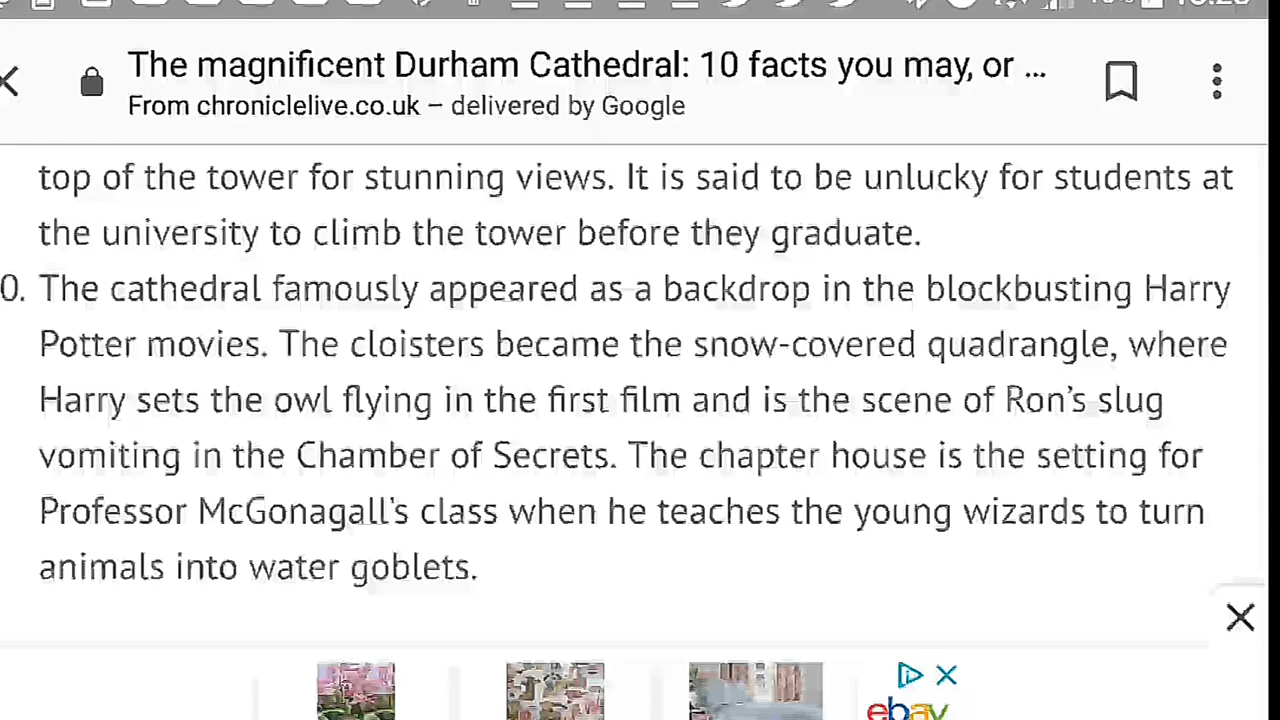 The magnificent Durham Cathedral: 10 facts you may, or ...
From chroniclelive.co.uk – delivered by Google
top of the tower for stunning views. It is said to be unlucky for students at
the university to climb the tower before they graduate.
0. The cathedral famously appeared as a backdrop in the blockbusting Harry
Potter movies. The cloisters became the snow-covered quadrangle, where
Harry sets the owl flying in the first film and is the scene of Ron's slug
vomiting in the Chamber of Secrets. The chapter house is the setting for
Professor McGonagall's class when he teaches the young wizards to turn
animals into water goblets.
ebay